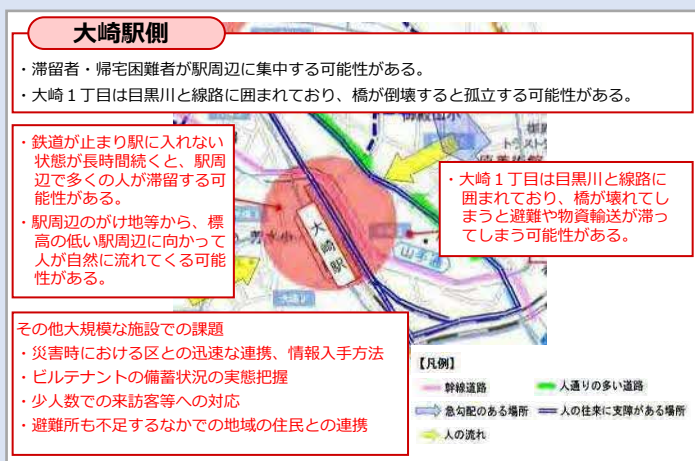 大崎駅側
・滞留者・帰宅困難者が駅周辺に集中する可能性がある。
・大崎1丁目は目黒川と線路に囲まれており、橋が倒壊すると孤立する可能性がある。
・鉄道が止まり駅に入れない
状態が長時間続くと、駅周
辺で多くの人が滞留する可
能性がある。
・駅周辺のがけ地等から、標
高の低い駅周辺に向かって
人が自然に流れてくる可能
性がある。
・大崎1丁目は目黒川と線路に
囲まれており、橋が壊れてし
まうと避難や物資輸送が滞っ
てしまう可能性がある。
大崎駅
山手線
その他大規模な施設での課題
・災害時における区との迅速な連携、情報入手方法
・ビルテナントの備蓄状況の実態把握
・少人数での来訪客等への対応
・避難所も不足するなかでの地域の住民との連携
【凡例】
幹線道路
人通りの多い道路
急勾配のある場所
人の往来に支障がある場所
人の流れ